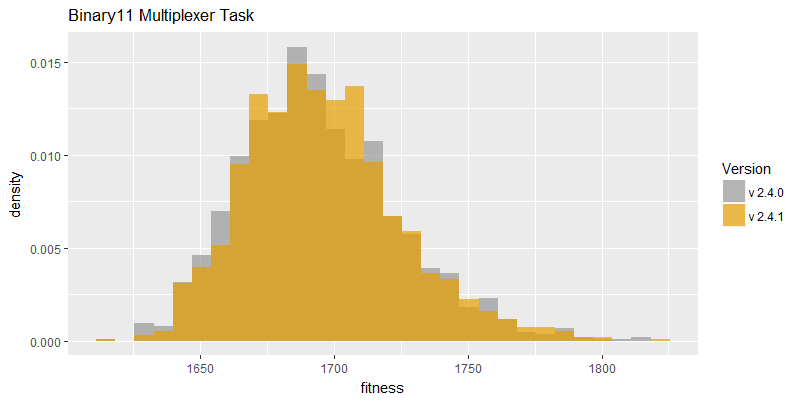 Binary11 Multiplexer Task
density
0.015
0.010
0.005
0.000
1650
1700
1750
1800
fitness
Version
v 2.4.0
v 2.4.1